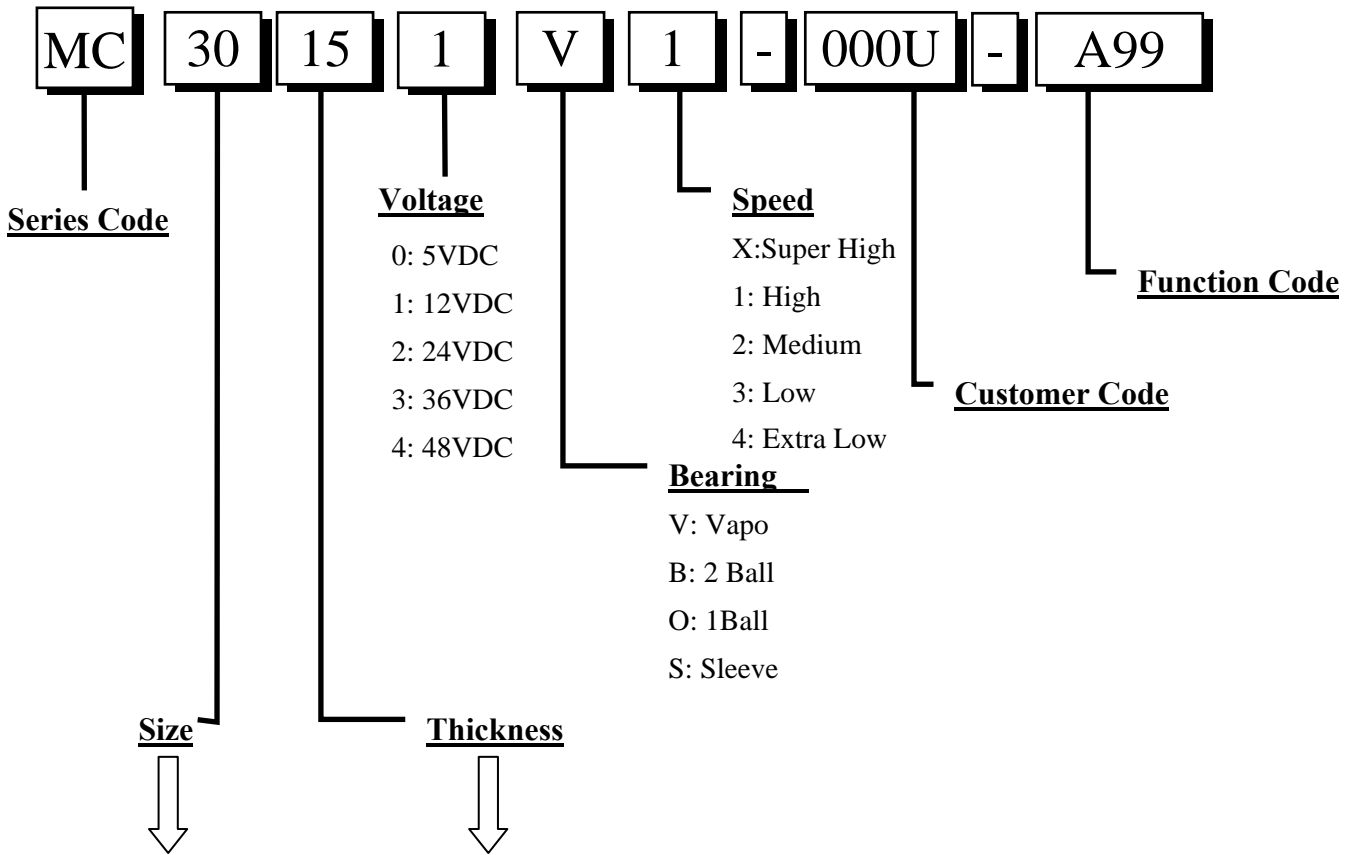 MC 30 15 1 V 1 - 000U - A99
Series Code
Voltage
0: 5VDC
1: 12VDC
2: 24VDC
3: 36VDC
4: 48VDC
Speed
X:Super High
1: High
2: Medium
3: Low
4: Extra Low
Function Code
Customer Code
Bearing
V: Vapo
B: 2 Ball
O: 1Ball
S: Sleeve
Size
Thickness